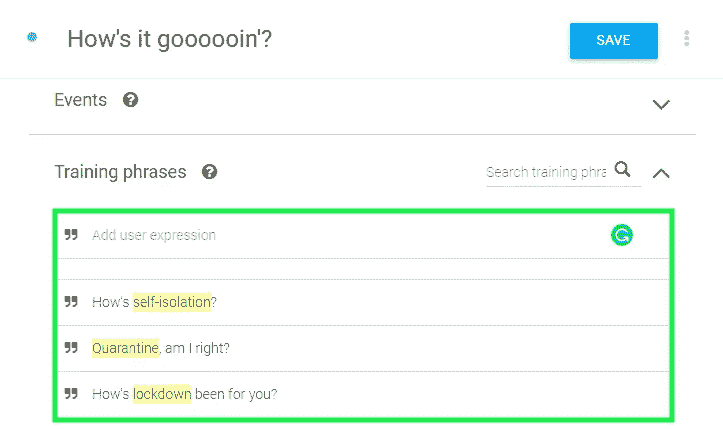 How's it goooooin'?
SAVE
Events
Training phrases
Search training phra
Add user expression
How's self-isolation?
Quarantine, am I right?
How's lockdown been for you?